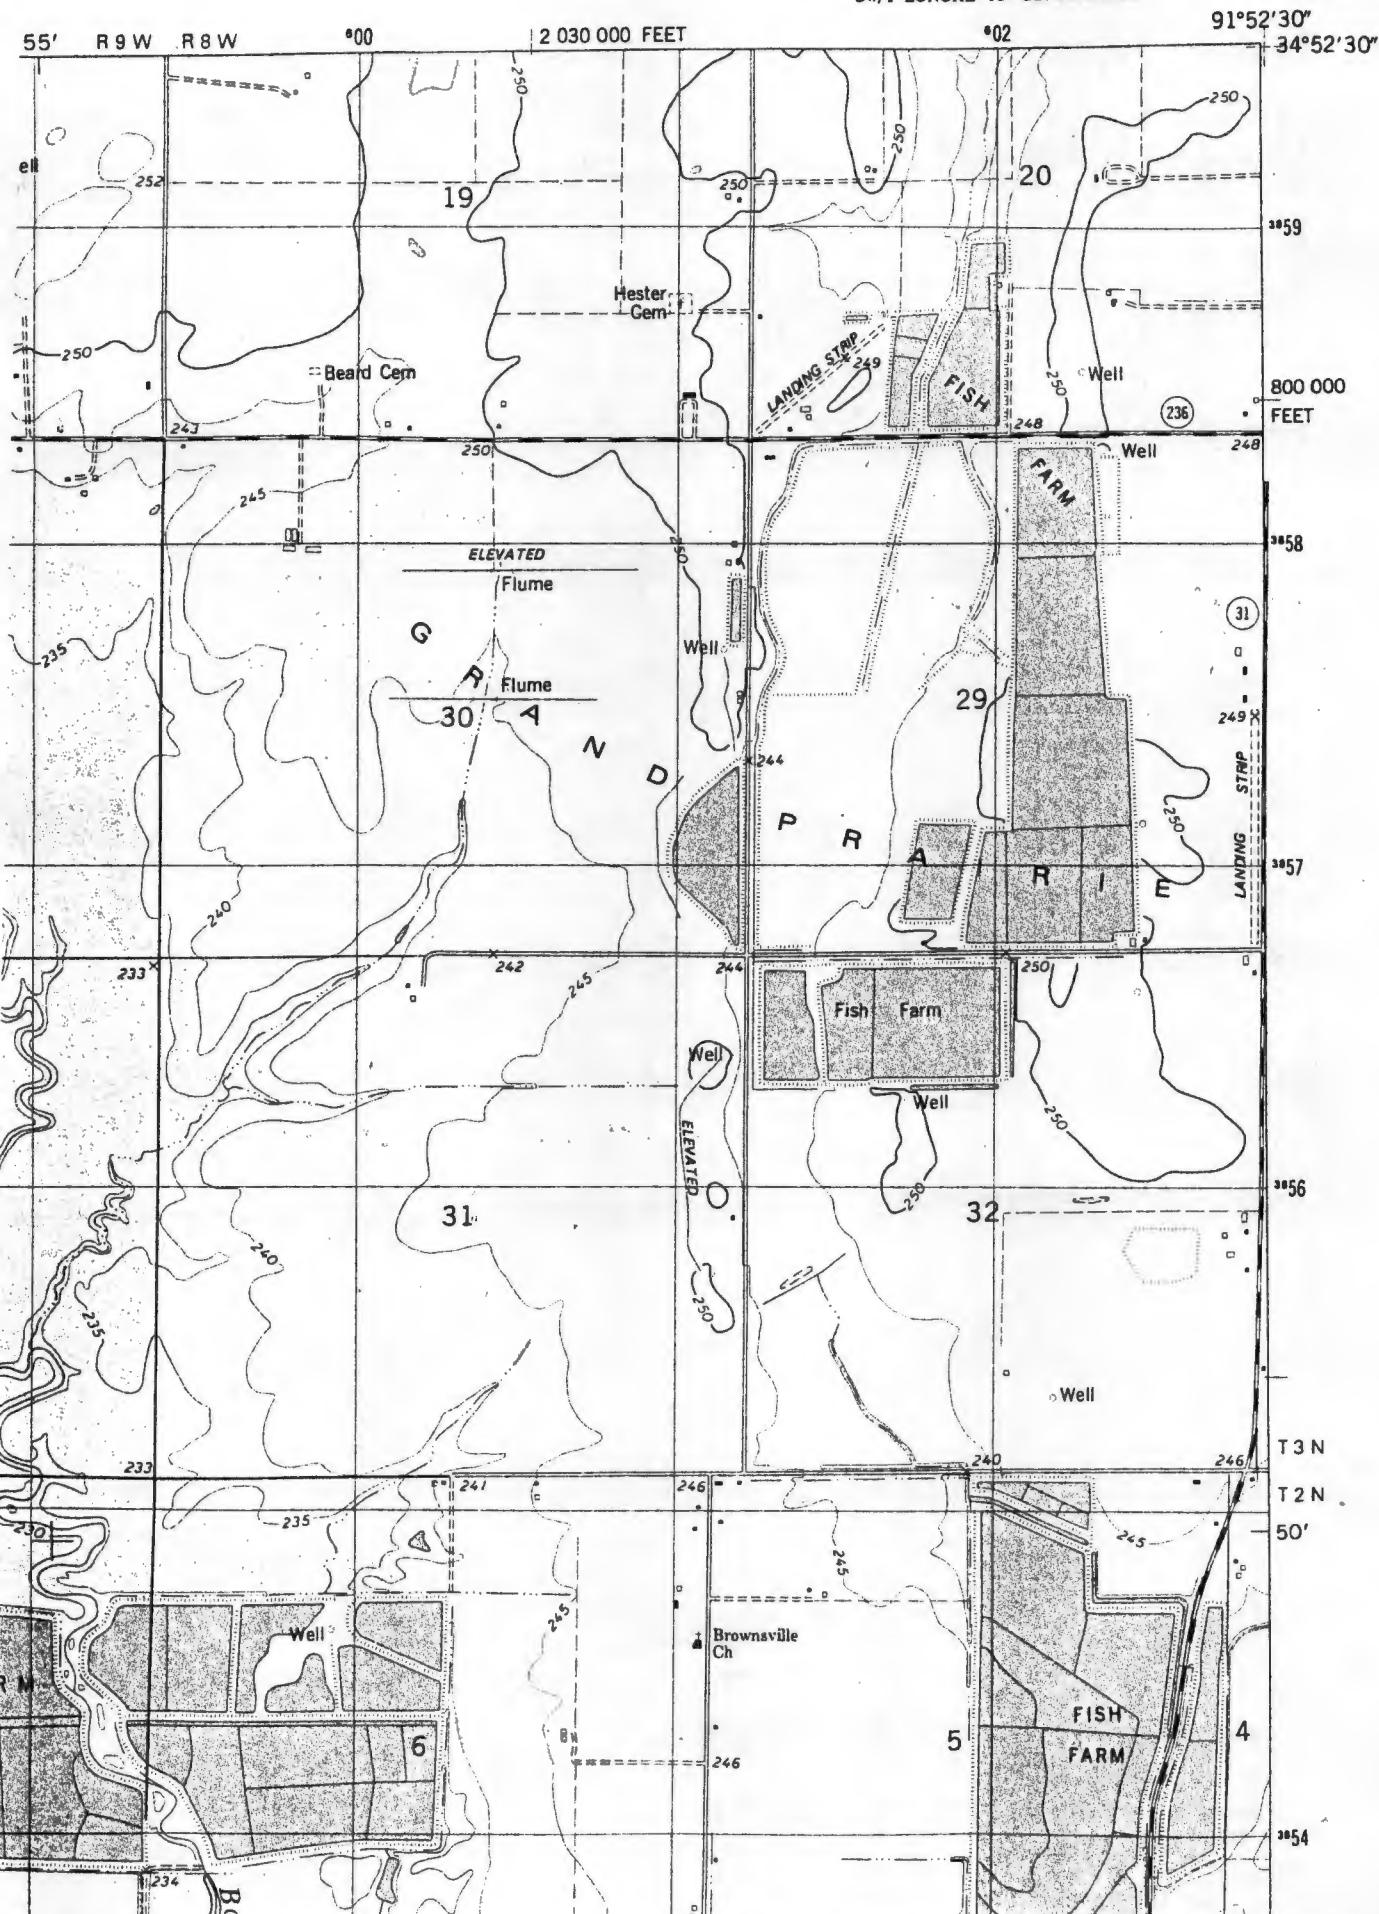 91°52'30"
55' R 9 W R 8 W ⁶00 2 030 000 FEET ⁶02 34°52'30"
250
250
250
ell
252 19 250 20
³⁸59
Hester
Cem
250
LANDING STRIP
249
Beard Cem
FISH
250
Well
800 000
FEET
236
243
248
250
Well
248
FARM
245
250
³⁸58
ELEVATED
Flume
31
235
Well
Flume
29
30
249
GRAND
244
STRIP
PRAIRIE
250
³⁸57
LANDING
240
233
242
244
250
245
Fish Farm
Well
Well
250
ELEVATED
250
³⁸56
31
32
240
250
235
Well
T 3 N
233
240
246
241
246
T 2 N
235
230
50'
245
245
245
Well
Brownsville
Ch
R M
FISH
6
5
4
FARM
246
³⁸54
234